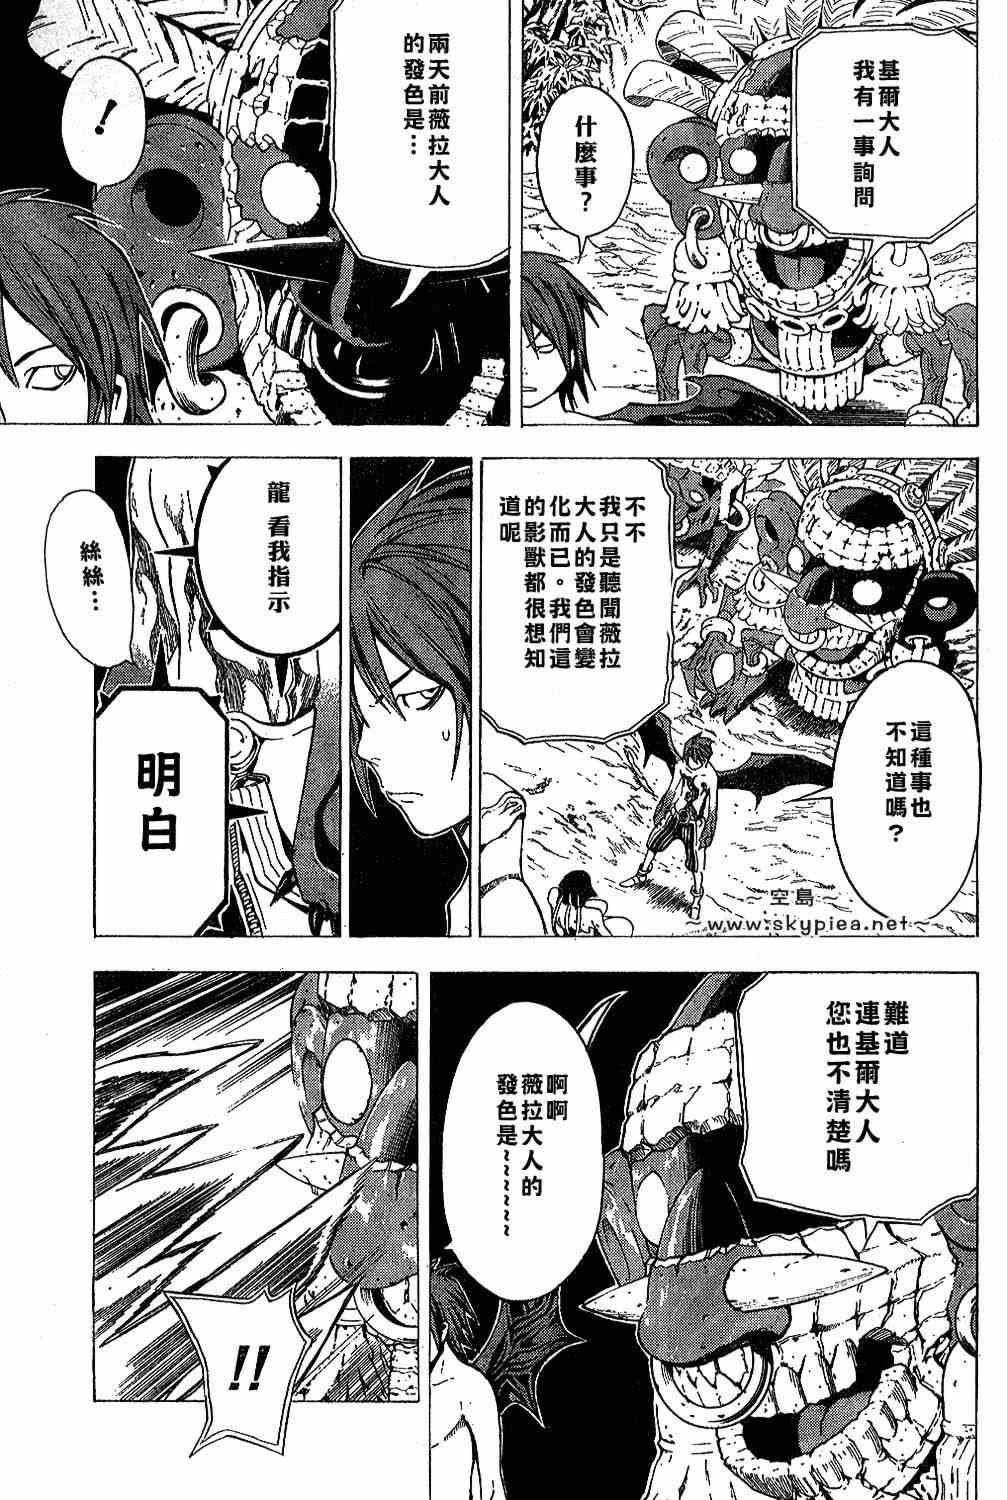 基爾大人
我有一事詢問
什麼事？
兩天前薇拉大人
的發色是…
！
這種事也
不知道嗎？
不不
我只是聽聞薇拉
大人的發色會變
化而已。我們這
的影獸都很想知
道呢
龍 看我指示
絲絲…
明白
～空島～
～www.skypiea.net～
難道
連基爾大人
您也不清楚嗎
啊啊
薇拉大人的
發色是~~~~~~
!!